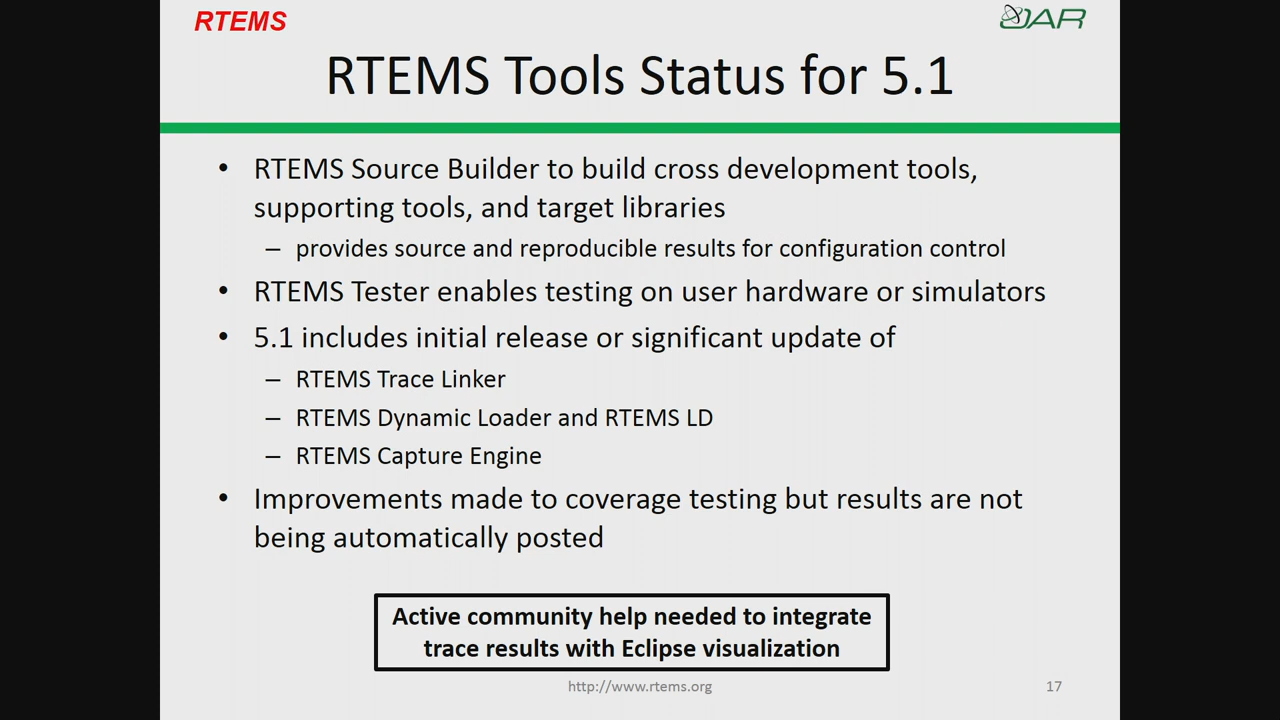 RTEMS
OAR
RTEMS Tools Status for 5.1
• RTEMS Source Builder to build cross development tools,
supporting tools, and target libraries
– provides source and reproducible results for configuration control
• RTEMS Tester enables testing on user hardware or simulators
• 5.1 includes initial release or significant update of
– RTEMS Trace Linker
– RTEMS Dynamic Loader and RTEMS LD
– RTEMS Capture Engine
• Improvements made to coverage testing but results are not
being automatically posted
Active community help needed to integrate
trace results with Eclipse visualization
http://www.rtems.org
17